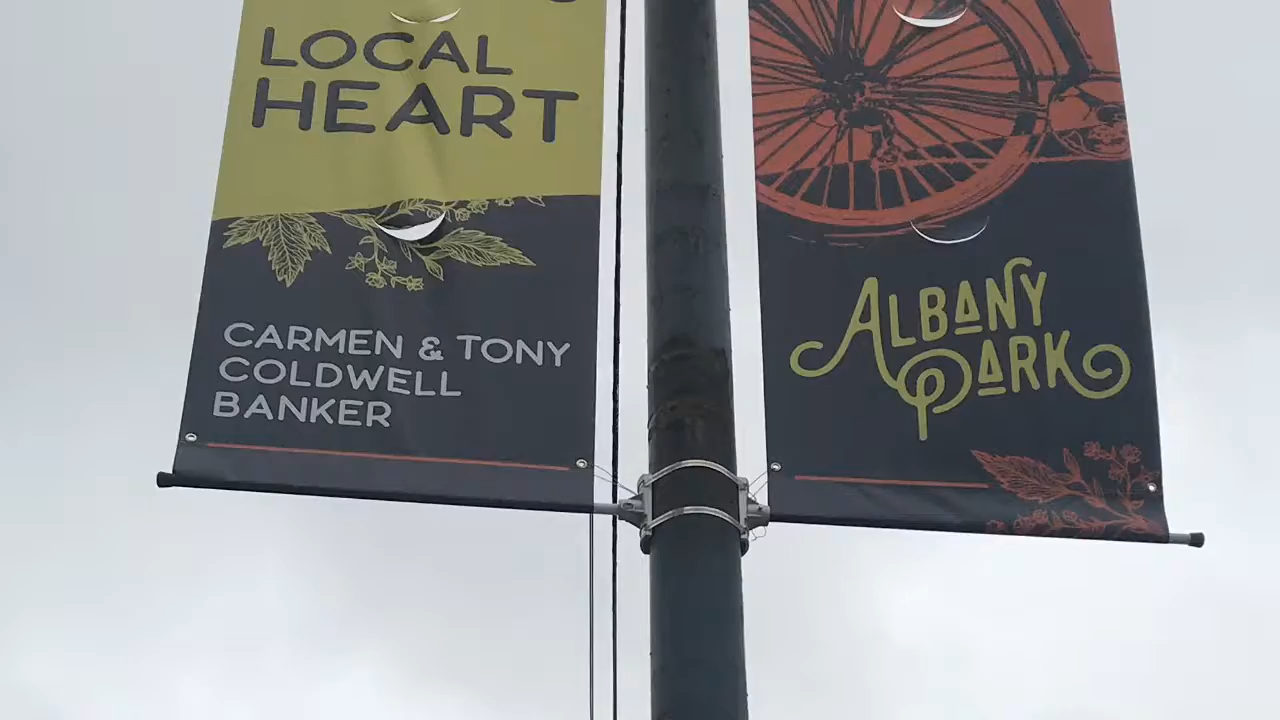 LOCAL
HEART
CARMEN & TONY
COLDWELL
BANKER
ALBANY
PARK